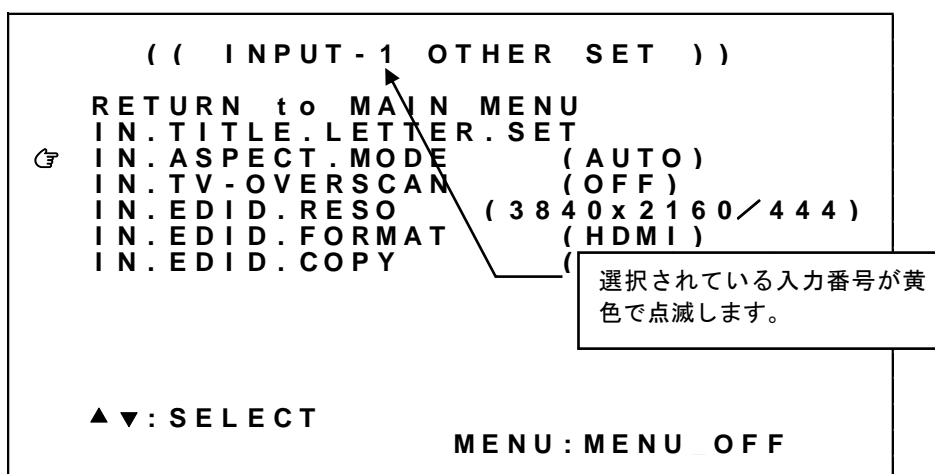 (( INPUT-1 OTHER SET ))
RETURN to MAIN MENU
IN.TITLE.LETTER.SET
☞ IN.ASPECT.MODE (AUTO)
IN.TV-OVERSCAN (OFF)
IN.EDID.RESO (3840x2160/444)
IN.EDID.FORMAT (HDMI)
IN.EDID.COPY (
選択されている入力番号が黄
色で点滅します。
▲▼:SELECT
MENU:MENU OFF